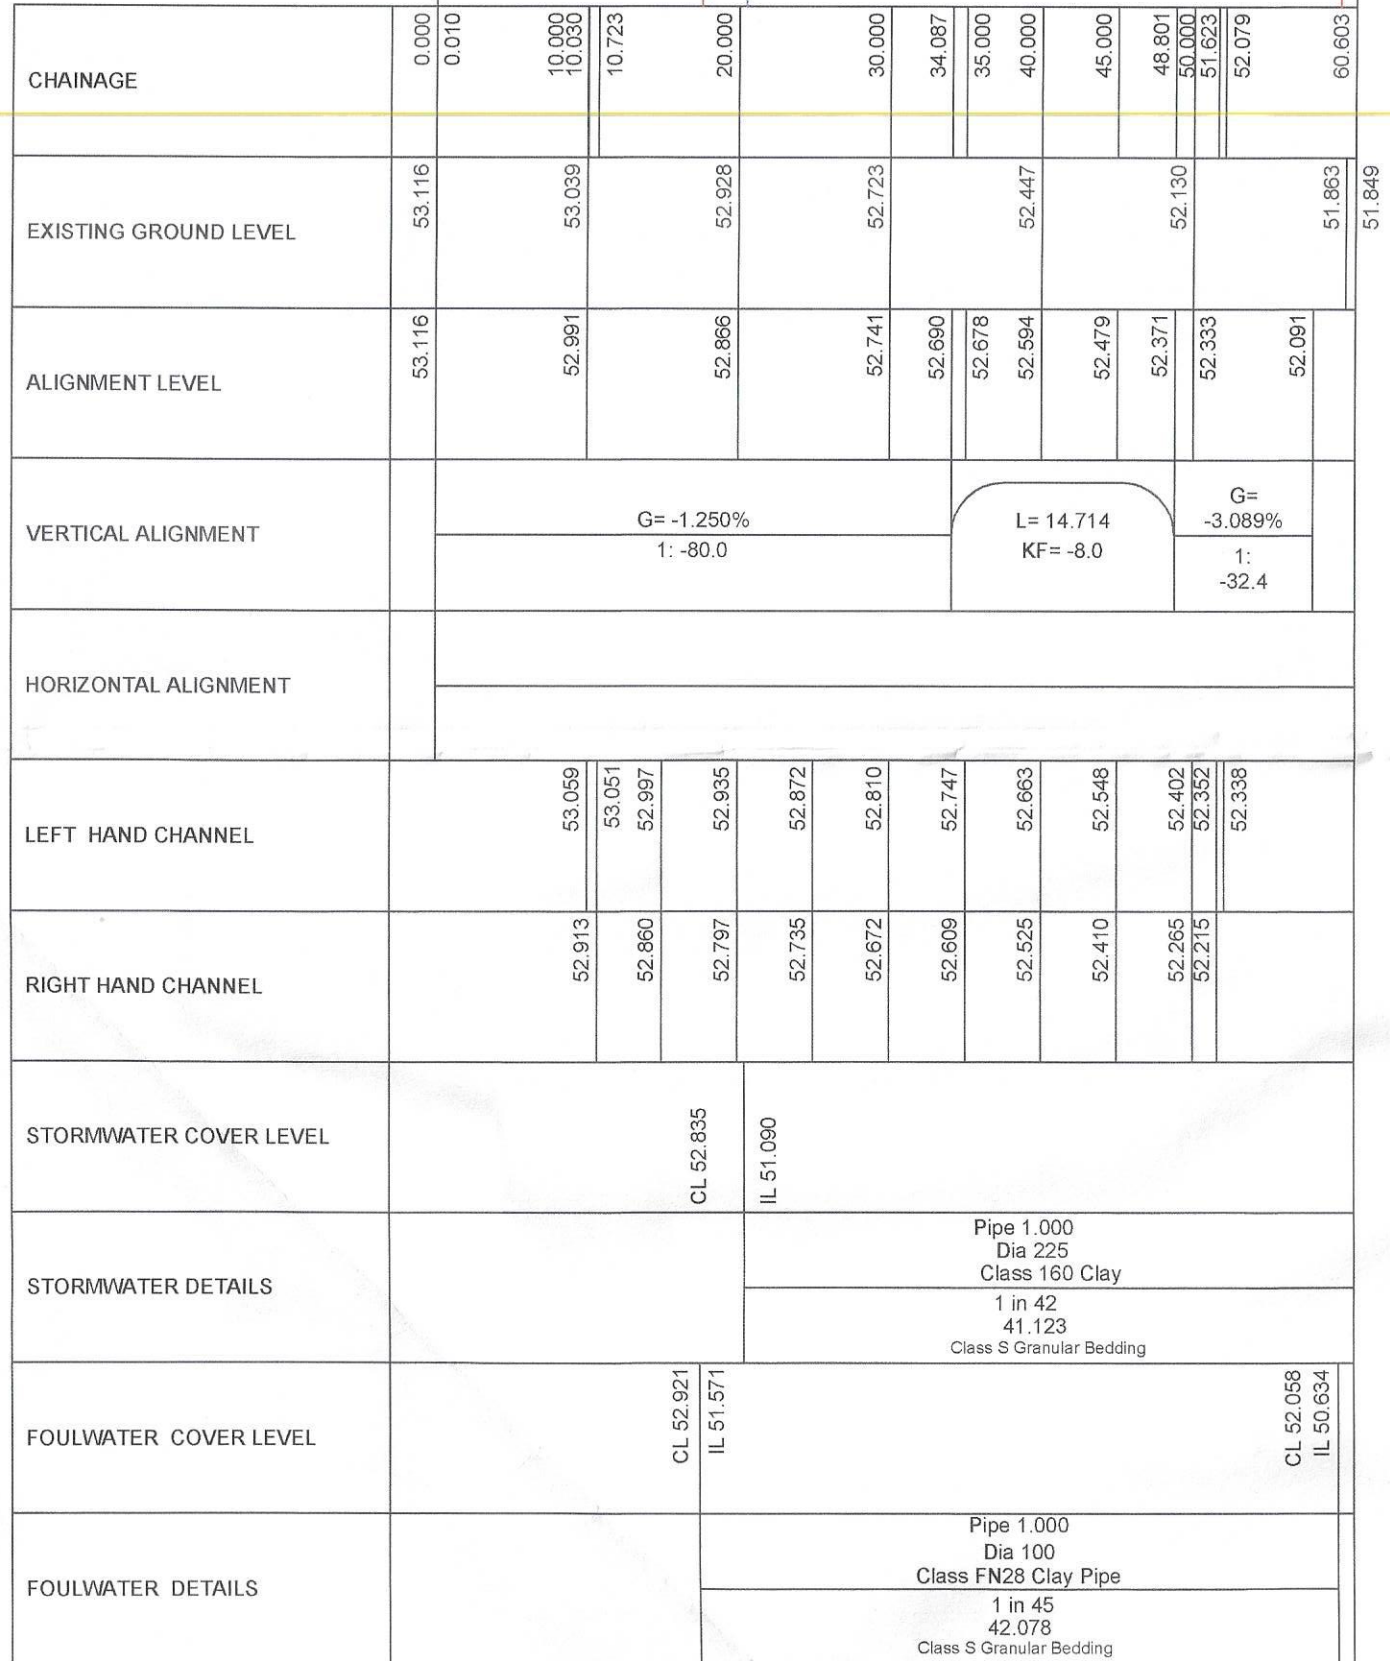 CHAINAGE
0.000
0.010
10.000
10.030
10.723
20.000
30.000
34.087
35.000
40.000
45.000
48.801
50.000
51.623
52.079
60.603
EXISTING GROUND LEVEL
53.116
53.039
52.928
52.723
52.447
52.130
51.863
51.849
ALIGNMENT LEVEL
53.116
52.991
52.866
52.741
52.690
52.678
52.594
52.479
52.371
52.333
52.091
VERTICAL ALIGNMENT
G= -1.250%
1: -80.0
L= 14.714
KF= -8.0
G=
-3.089%
1:
-32.4
HORIZONTAL ALIGNMENT
LEFT HAND CHANNEL
53.059
53.051
52.997
52.935
52.872
52.810
52.747
52.663
52.548
52.402
52.352
52.338
RIGHT HAND CHANNEL
52.913
52.860
52.797
52.735
52.672
52.609
52.525
52.410
52.265
52.215
STORMWATER COVER LEVEL
CL 52.835
IL 51.090
STORMWATER DETAILS
Pipe 1.000
Dia 225
Class 160 Clay
1 in 42
41.123
Class S Granular Bedding
FOULWATER COVER LEVEL
CL 52.921
IL 51.571
CL 52.058
IL 50.634
FOULWATER DETAILS
Pipe 1.000
Dia 100
Class FN28 Clay Pipe
1 in 45
42.078
Class S Granular Bedding